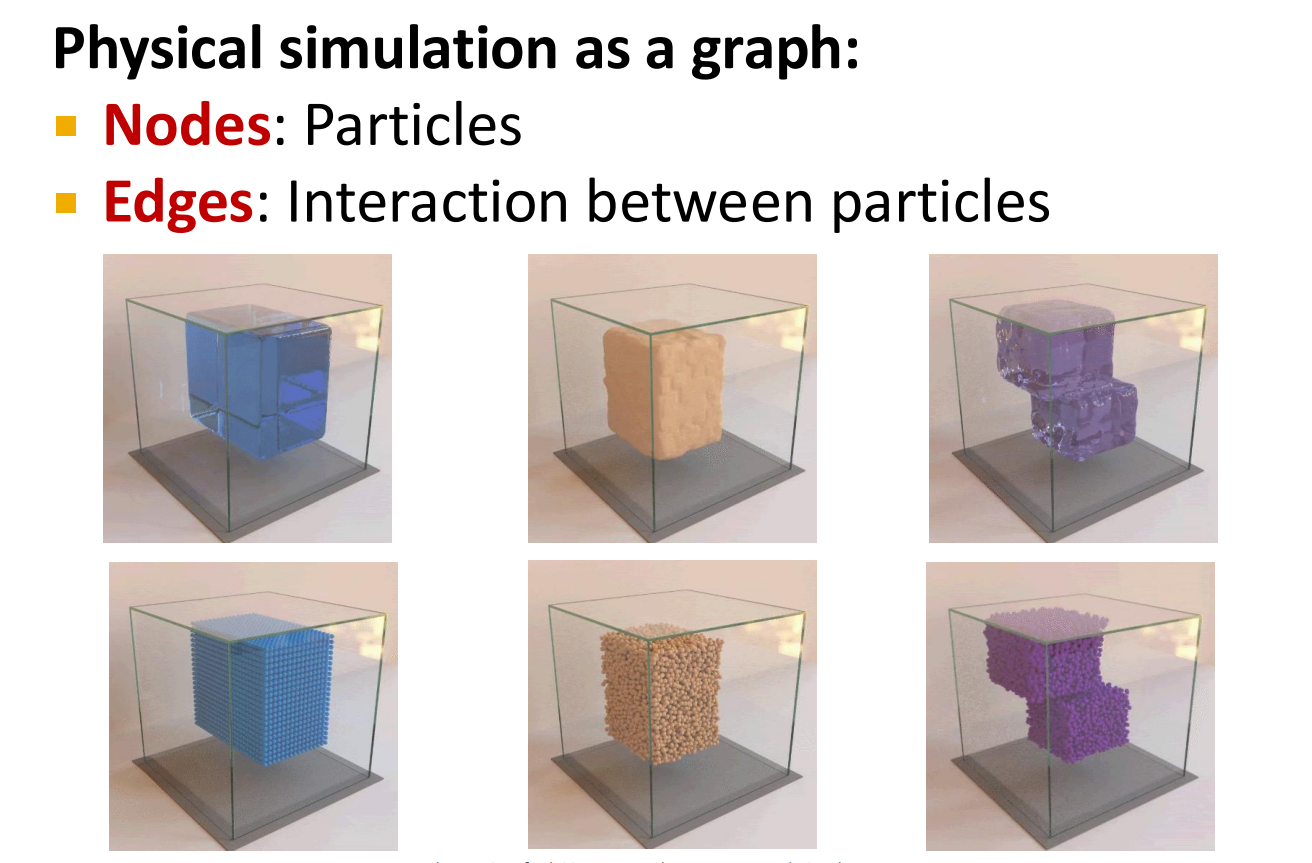 Physical simulation as a graph:
Nodes: Particles
Edges: Interaction between particles